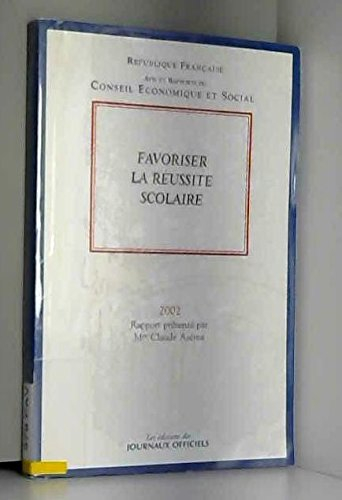 RÉPUBLIQUE FRANÇAISE
AVIS ET RAPPORTS DU
CONSEIL ÉCONOMIQUE ET SOCIAL
FAVORISER
LA RÉUSSITE
SCOLAIRE
2002
Rapport présenté par
Mme Claude Azéma
Les éditions des
JOURNAUX OFFICIELS